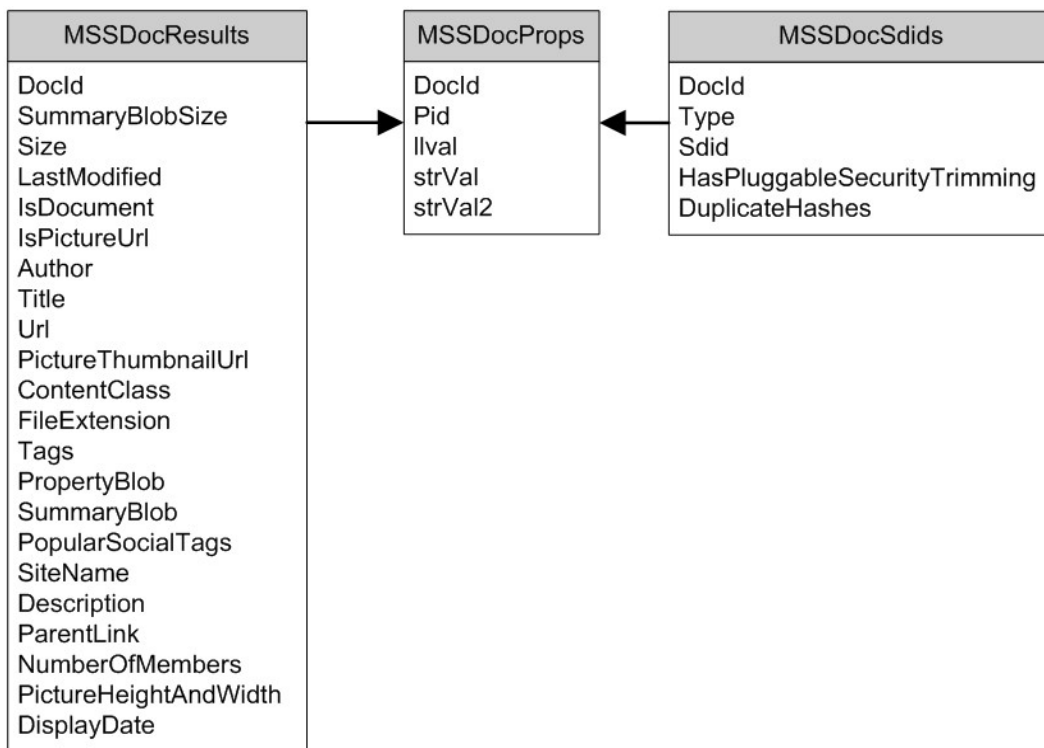 MSSDocResults
DocId
SummaryBlobSize
Size
LastModified
IsDocument
IsPictureUrl
Author
Title
Url
PictureThumbnailUrl
ContentClass
FileExtension
Tags
PropertyBlob
SummaryBlob
PopularSocialTags
SiteName
Description
ParentLink
NumberOfMembers
PictureHeightAndWidth
DisplayDate
MSSDocProps
DocId
Pid
llval
strVal
strVal2
MSSDocSdids
DocId
Type
Sdid
HasPluggableSecurityTrimming
DuplicateHashes